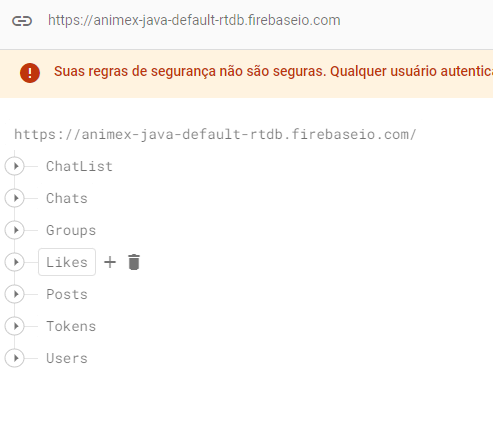 https://animex-java-default-rtdb.firebaseio.com
Suas regras de segurança não são seguras. Qualquer usuário autentica
https://animex-java-default-rtdb.firebaseio.com/
ChatList
Chats
Groups
Likes
Posts
Tokens
Users